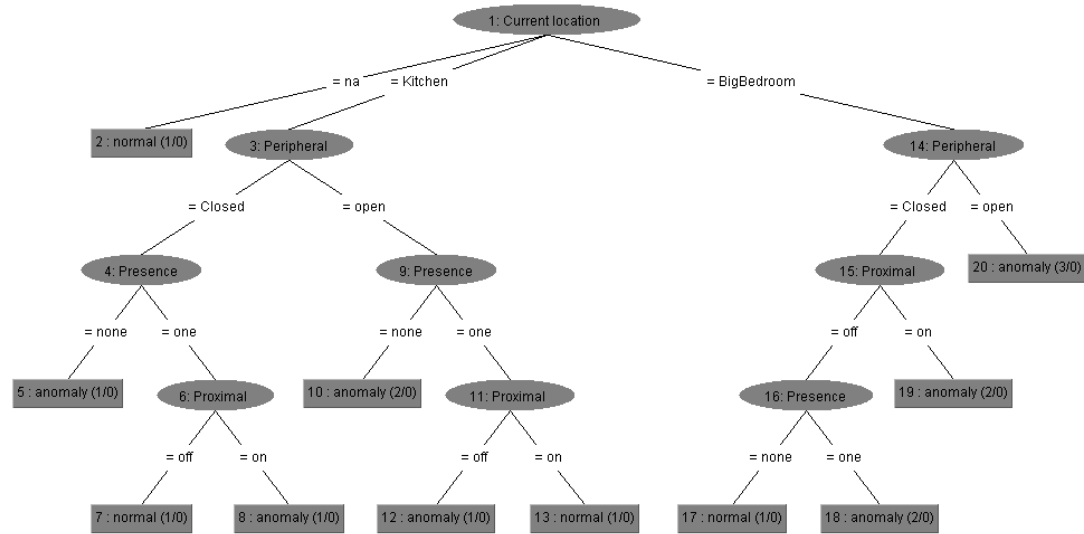 1: Current location
= na
= Kitchen
= BigBedroom
2 : normal (1/0)
3: Peripheral
14: Peripheral
= Closed
= open
= Closed
= open
4: Presence
9: Presence
15: Proximal
20 : anomaly (3/0)
= none
= one
= none
= one
= off
= on
5 : anomaly (1/0)
6: Proximal
10 : anomaly (2/0)
11: Proximal
16: Presence
19 : anomaly (2/0)
= off
= on
= off
= on
= none
= one
7 : normal (1/0)
8 : anomaly (1/0)
12 : anomaly (1/0)
13 : normal (1/0)
17 : normal (1/0)
18 : anomaly (2/0)